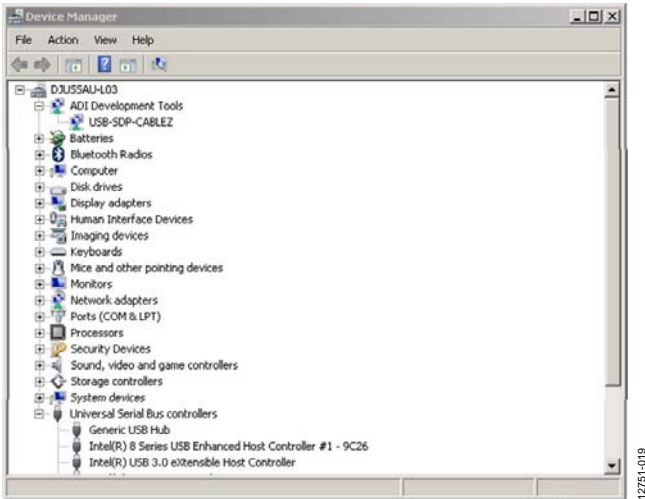 Device Manager
File Action View Help
DJUSSAU-L03
ADI Development Tools
USB-SDP-CABLEZ
Batteries
Bluetooth Radios
Computer
Disk drives
Display adapters
Human Interface Devices
Imaging devices
Keyboards
Mice and other pointing devices
Monitors
Network adapters
Ports (COM & LPT)
Processors
Security Devices
Sound, video and game controllers
Storage controllers
System devices
Universal Serial Bus controllers
Generic USB Hub
Intel(R) 8 Series USB Enhanced Host Controller #1 - 9C26
Intel(R) USB 3.0 eXtensible Host Controller
12751-019